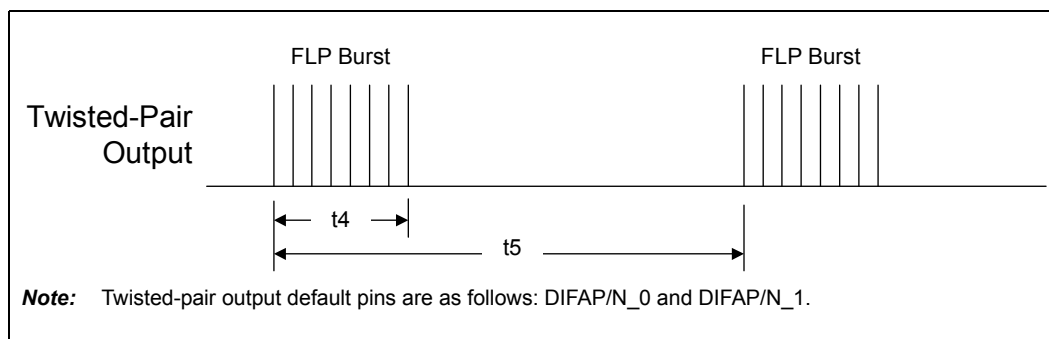 FLP Burst FLP Burst
Twisted-Pair
Output
t4
t5
Note: Twisted-pair output default pins are as follows: DIFAP/N_0 and DIFAP/N_1.